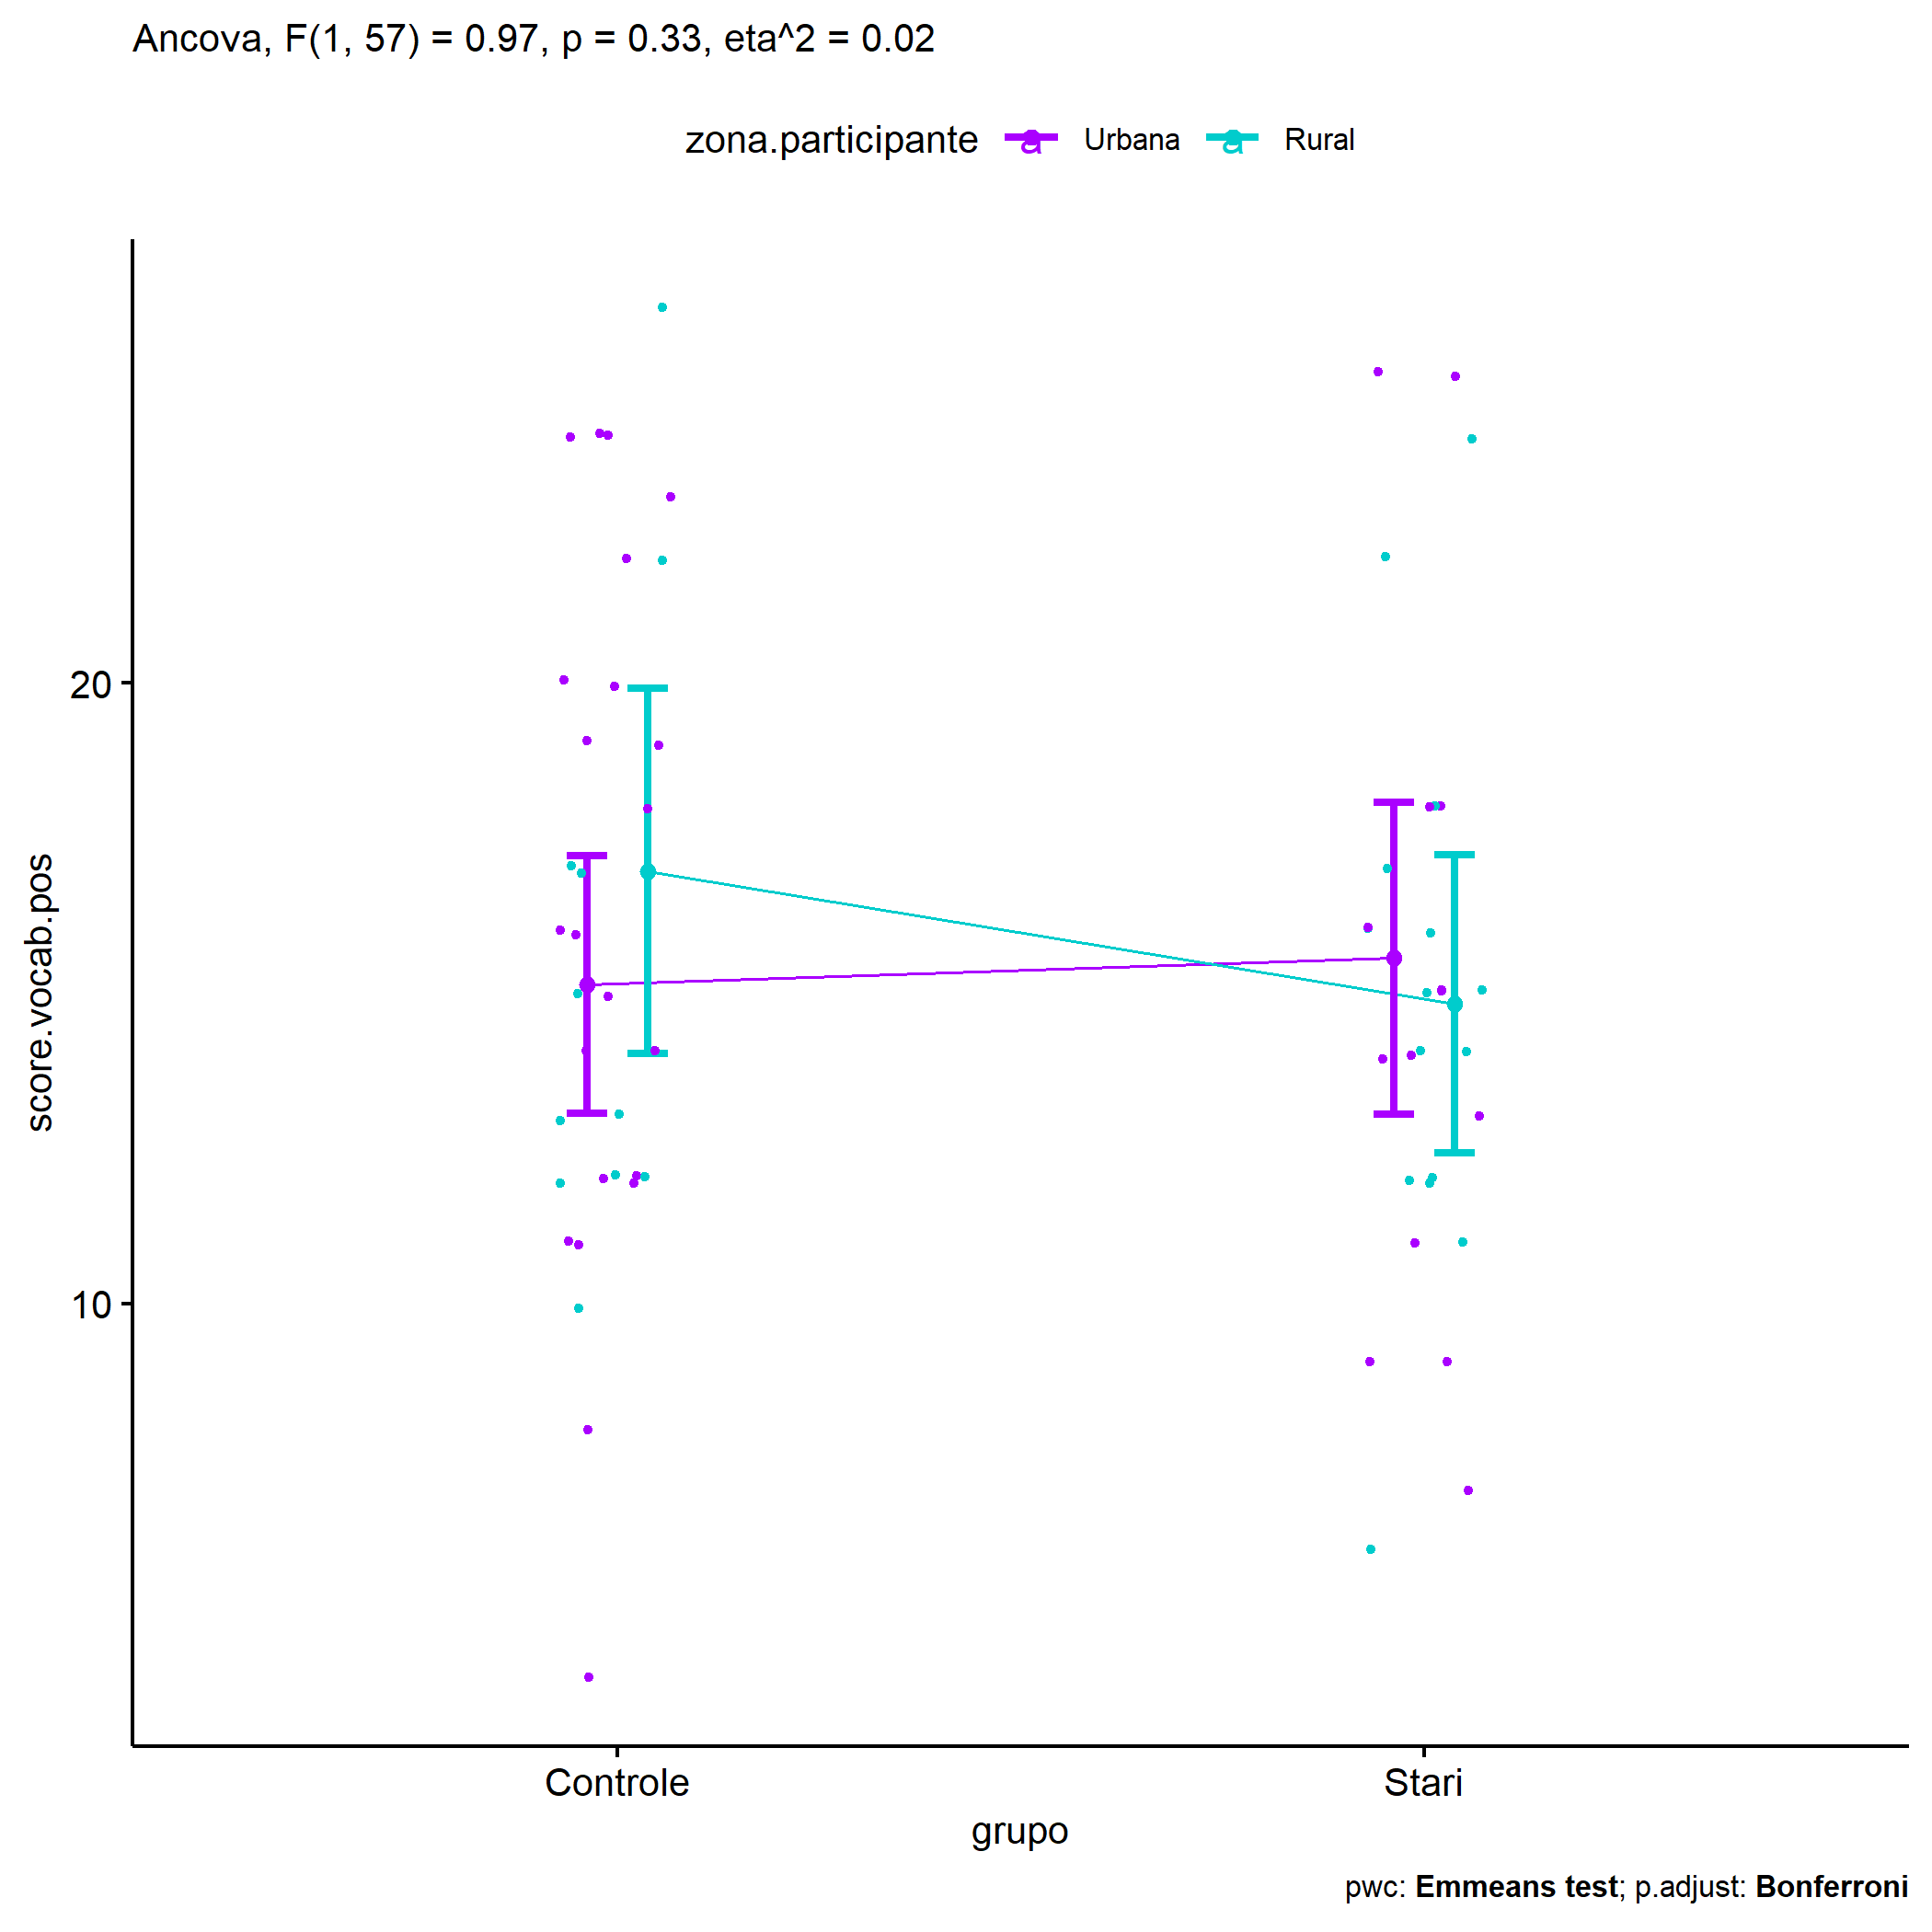 Ancova, F(1, 57) = 0.97, p = 0.33, eta^2 = 0.02
zona.participante a Urbana a Rural
score.vocab.pos
20
10
Controle Stari
grupo
pwc: Emmeans test; p.adjust: Bonferroni